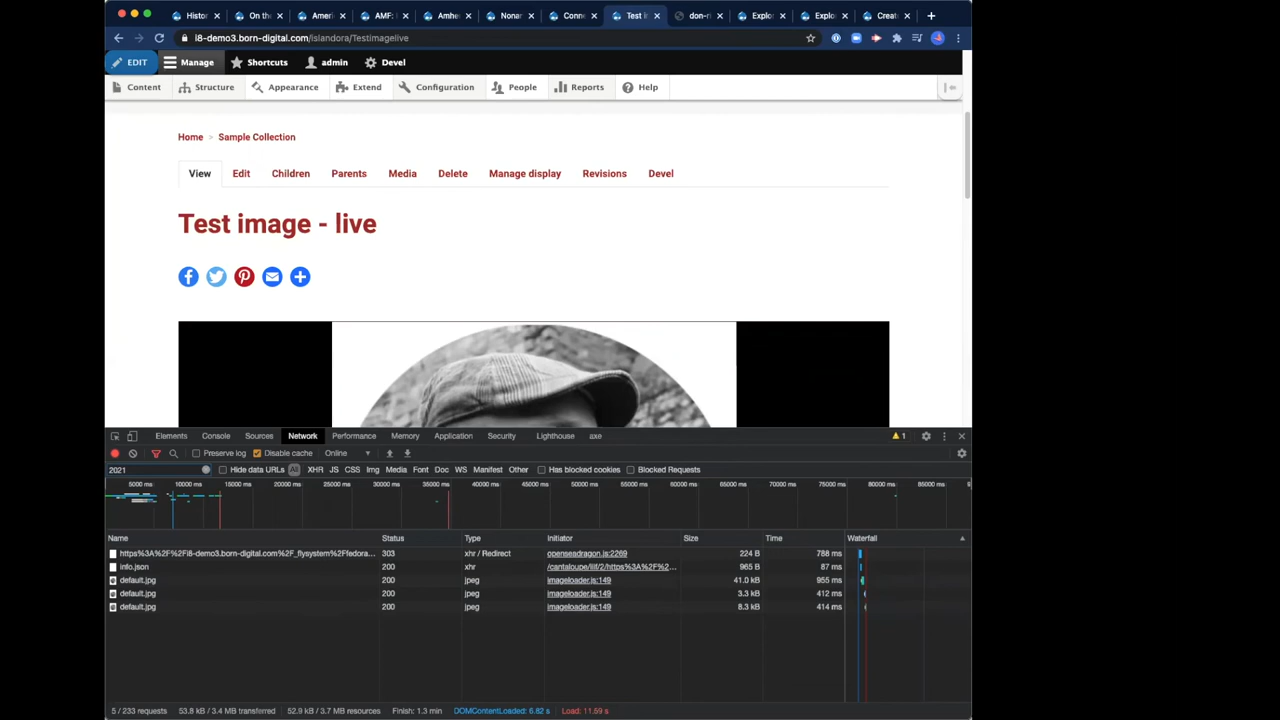 Histor On the Ameri AMF: Amhe Nonar Conne Test i don-ri Explo Explo Creat
i8-demo3.born-digital.com/islandora/Testimagelive
EDIT Manage Shortcuts admin Devel
Content Structure Appearance Extend Configuration People Reports Help
Home > Sample Collection
View Edit Children Parents Media Delete Manage display Revisions Devel
Test image - live
Elements Console Sources Network Performance Memory Application Security Lighthouse axe 1
Preserve log Disable cache Online
2021 Hide data URLs All XHR JS CSS Img Media Font Doc WS Manifest Other Has blocked cookies Blocked Requests
5000 ms 10000 ms 15000 ms 20000 ms 25000 ms 30000 ms 35000 ms 40000 ms 45000 ms 50000 ms 55000 ms 60000 ms 65000 ms 70000 ms 75000 ms 80000 ms 85000 ms
Name Status Type Initiator Size Time Waterfall
https%3A%2F%2Fi8-demo3.born-digital.com%2F_flysystem%2Ffedora... 303 xhr / Redirect openseadragon.js:2269 224 B 788 ms
info.json 200 xhr /cantaloupe/iiif/2/https%3A%2F%2... 965 B 87 ms
default.jpg 200 jpeg imageloader.js:149 41.0 kB 955 ms
default.jpg 200 jpeg imageloader.js:149 3.3 kB 412 ms
default.jpg 200 jpeg imageloader.js:149 8.3 kB 414 ms
5 / 233 requests 53.8 kB / 3.4 MB transferred 52.9 kB / 3.7 MB resources Finish: 1.3 min DOMContentLoaded: 6.82 s Load: 11.59 s